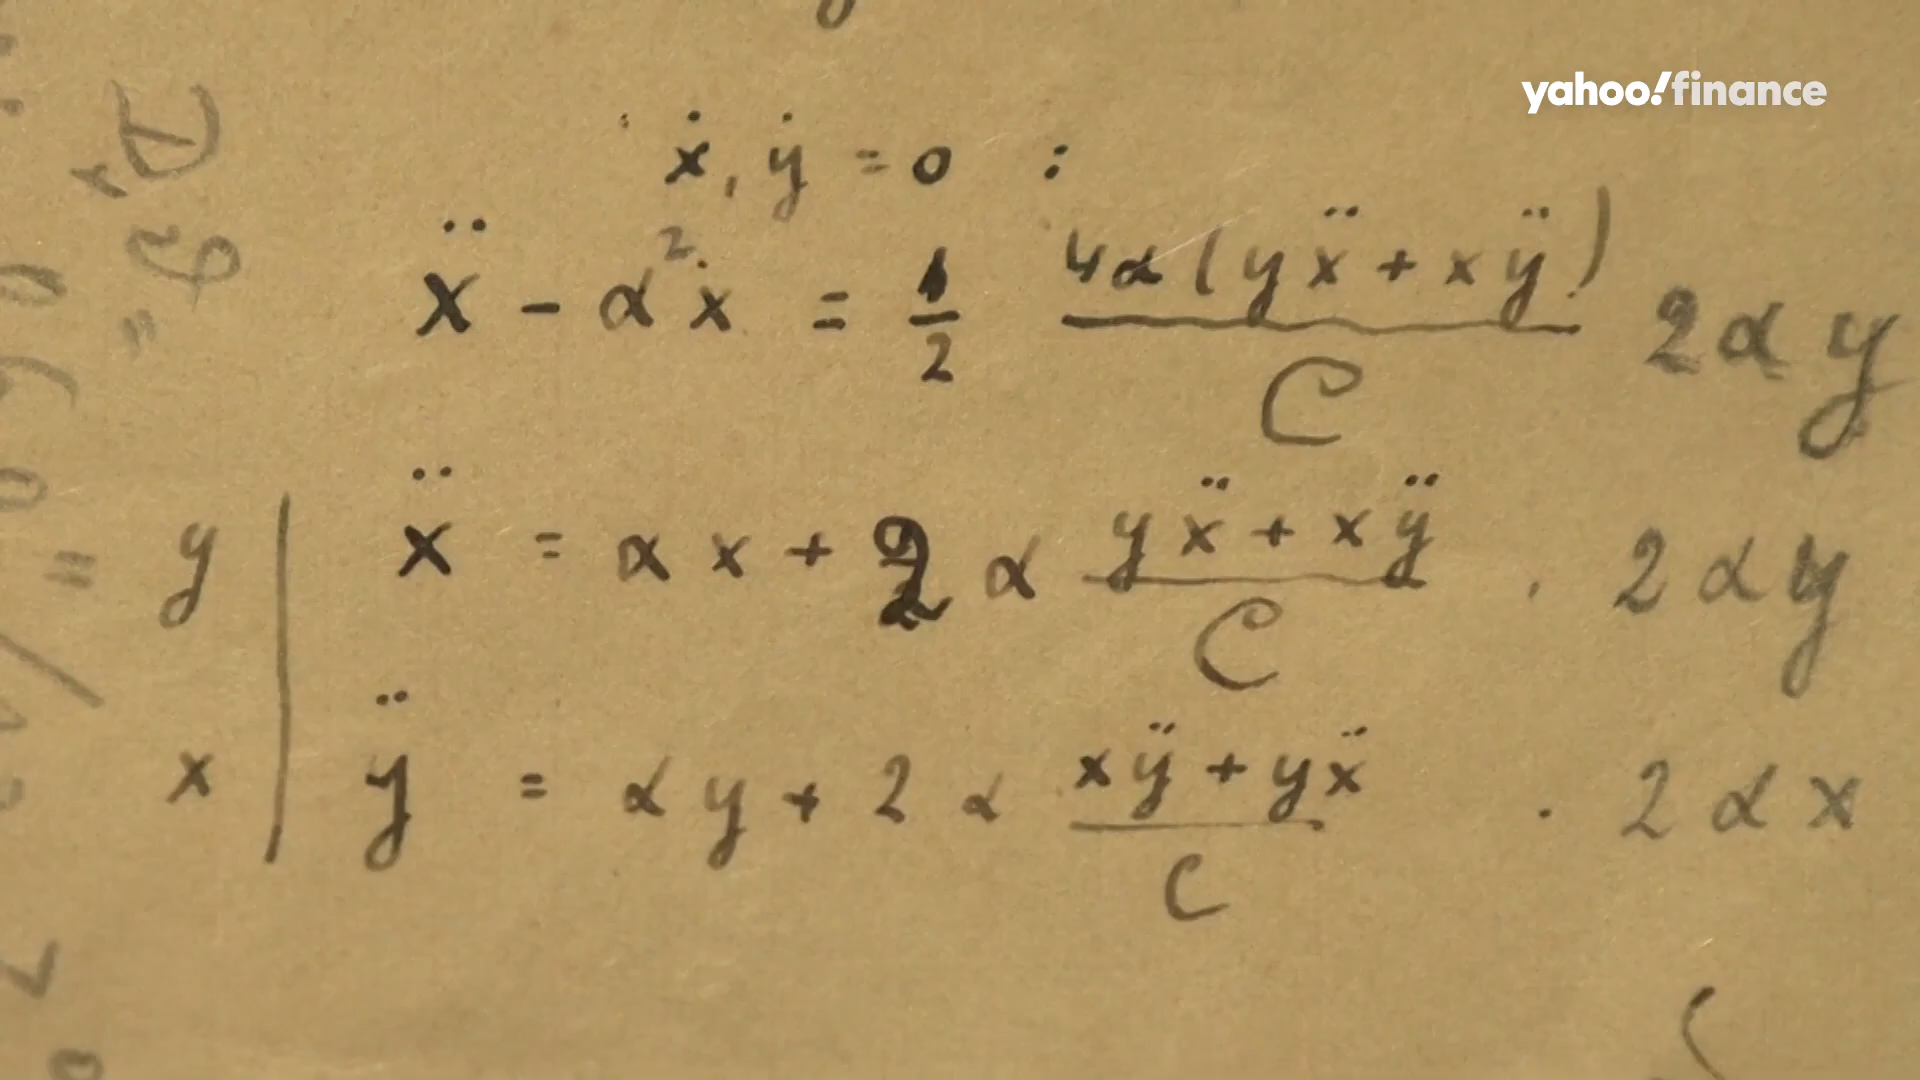 yahoo!finance
ẋ, ẏ = 0 :
ẍ - α²x = 1/2 4α(yẍ + xÿ)/C 2αy
y | ẍ = αx + 2α (yẍ + xÿ)/C · 2αy
x | ÿ = αy + 2α (xÿ + yẍ)/C · 2αx